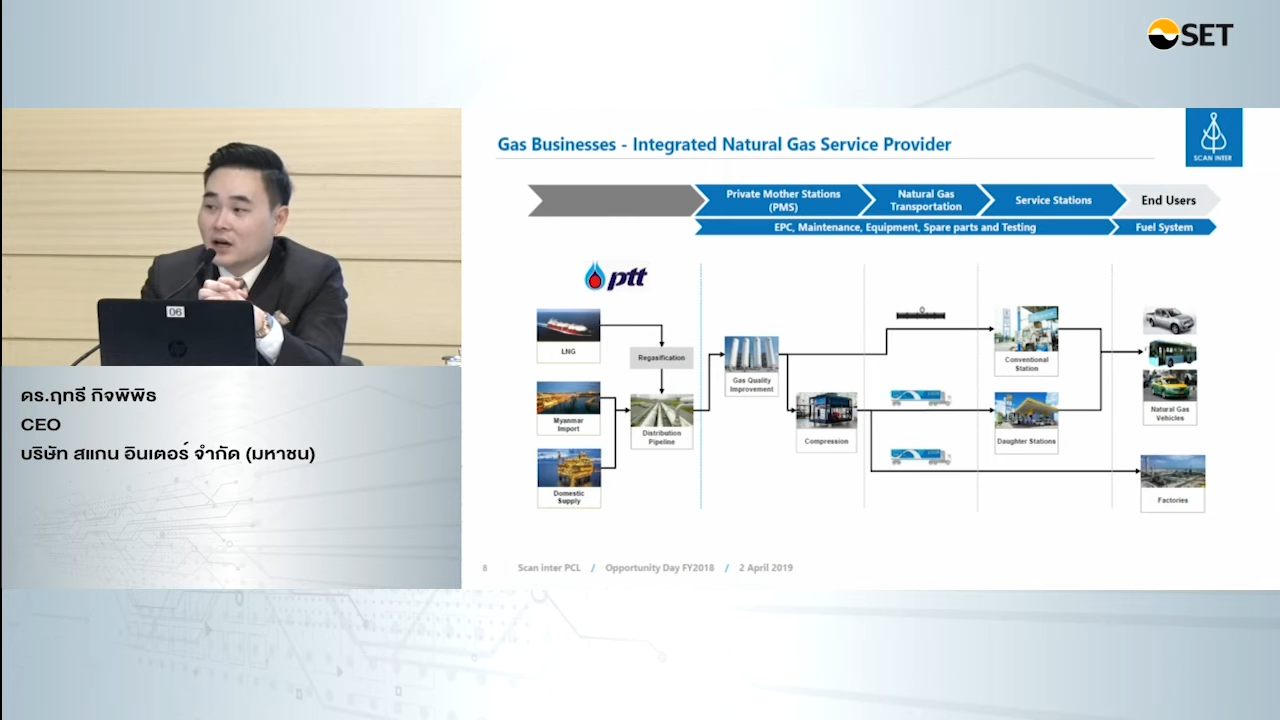 SET
Gas Businesses - Integrated Natural Gas Service Provider
SCAN INTER
Private Mother Stations
(PMS)
Natural Gas
Transportation
Service Stations
End Users
EPC, Maintenance, Equipment, Spare parts and Testing
Fuel System
ptt
LNG
Regasification
Myanmar
Import
Distribution
Pipeline
Domestic
Supply
Gas Quality
Improvement
Compression
Conventional
Station
Daughter Stations
Natural Gas
Vehicles
Factories
8 Scan inter PCL / Opportunity Day FY2018 / 2 April 2019
06
ดร.ฤทธี กิจพิพิธ
CEO
บริษัท สแกน อินเตอร์ จำกัด (มหาชน)